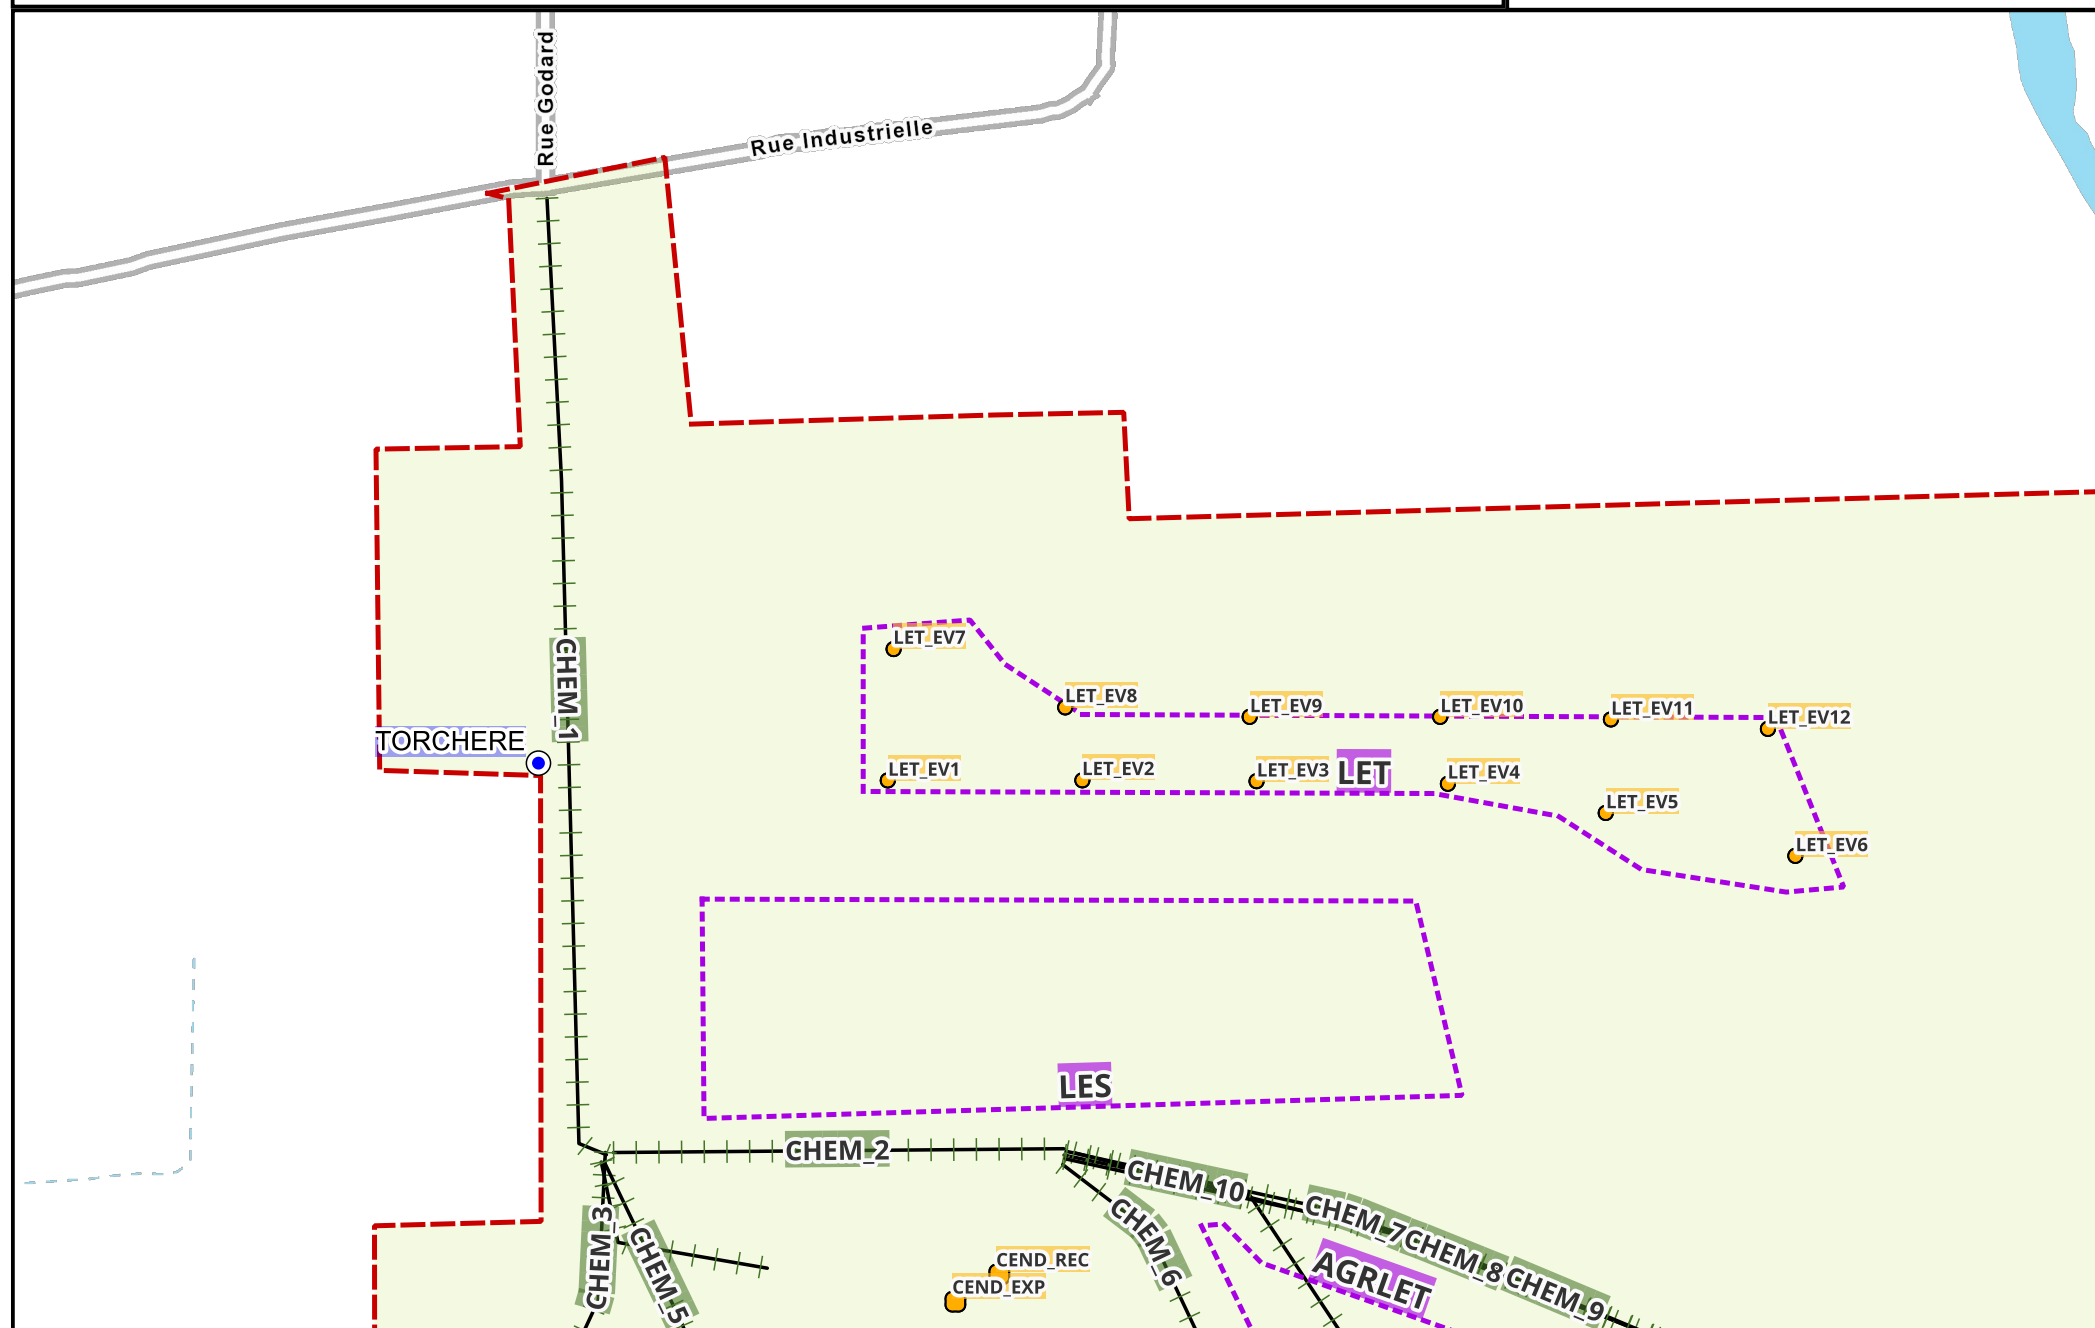 Rue Godard
Rue Industrielle
LET_EV7
CHEM_1
LET_EV8
LET_EV9
LET_EV10
LET_EV11
LET_EV12
TORCHERE
LET_EV1
LET_EV2
LET_EV3
LET
LET_EV4
LET_EV5
LET_EV6
LES
CHEM_2
CHEM_10
CHEM_3
CHEM_5
CHEM_6
CHEM_7
CHEM_8
CHEM_9
CEND_REC
CEND_EXP
AGRLET